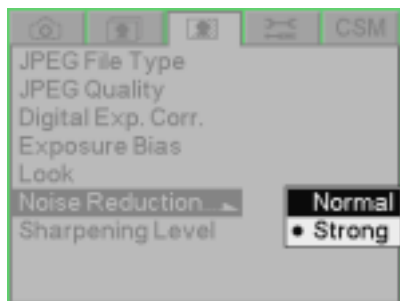 CSM
JPEG File Type
JPEG Quality
Digital Exp. Corr.
Exposure Bias
Look
Noise Reduction
Normal
Sharpening Level
Strong